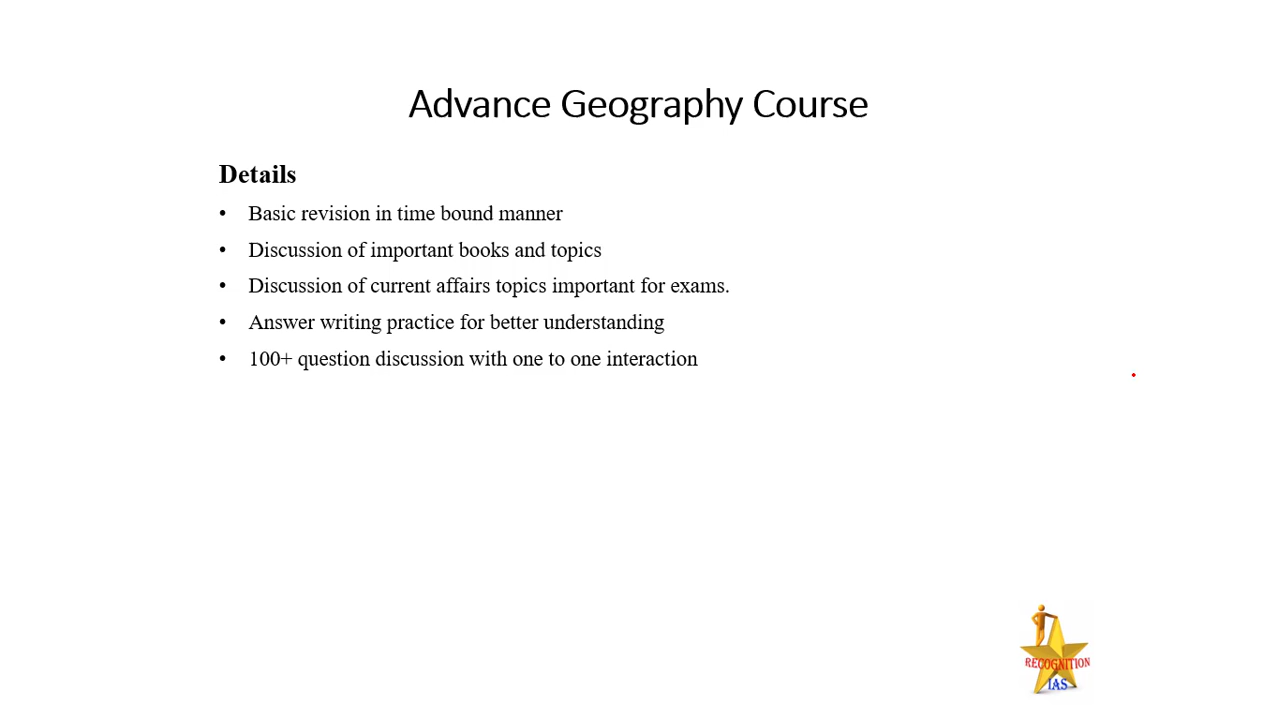 Advance Geography Course
Details
• Basic revision in time bound manner
• Discussion of important books and topics
• Discussion of current affairs topics important for exams.
• Answer writing practice for better understanding
• 100+ question discussion with one to one interaction
RECOGNITION
IAS